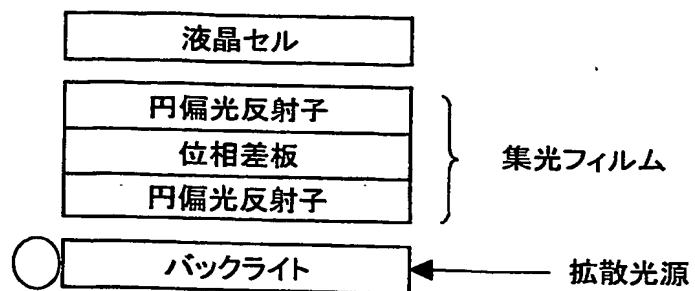 液晶セル
円偏光反射子
位相差板
円偏光反射子
集光フィルム
バックライト
拡散光源